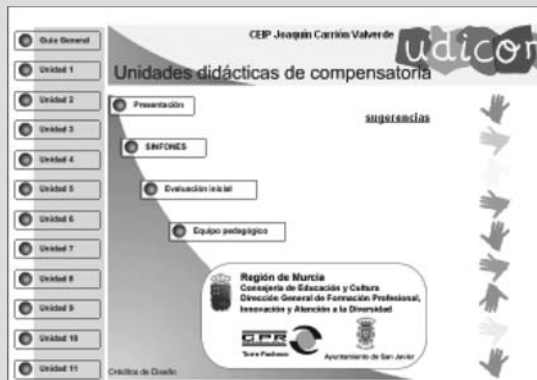 CEIP Joaquín Carrión Valverde
udicom
Unidades didácticas de compensatoria
Guía General
Unidad 1
Unidad 2
Unidad 3
Unidad 4
Unidad 5
Unidad 6
Unidad 7
Unidad 8
Unidad 9
Unidad 10
Unidad 11
Presentación
sugerencias
SINFONES
Evaluación inicial
Equipo pedagógico
Región de Murcia
Consejería de Educación y Cultura
Dirección General de Formación Profesional,
Innovación y Atención a la Diversidad
CPR
Torre Pacheco
Ayuntamiento de San Javier
Créditos de Diseño